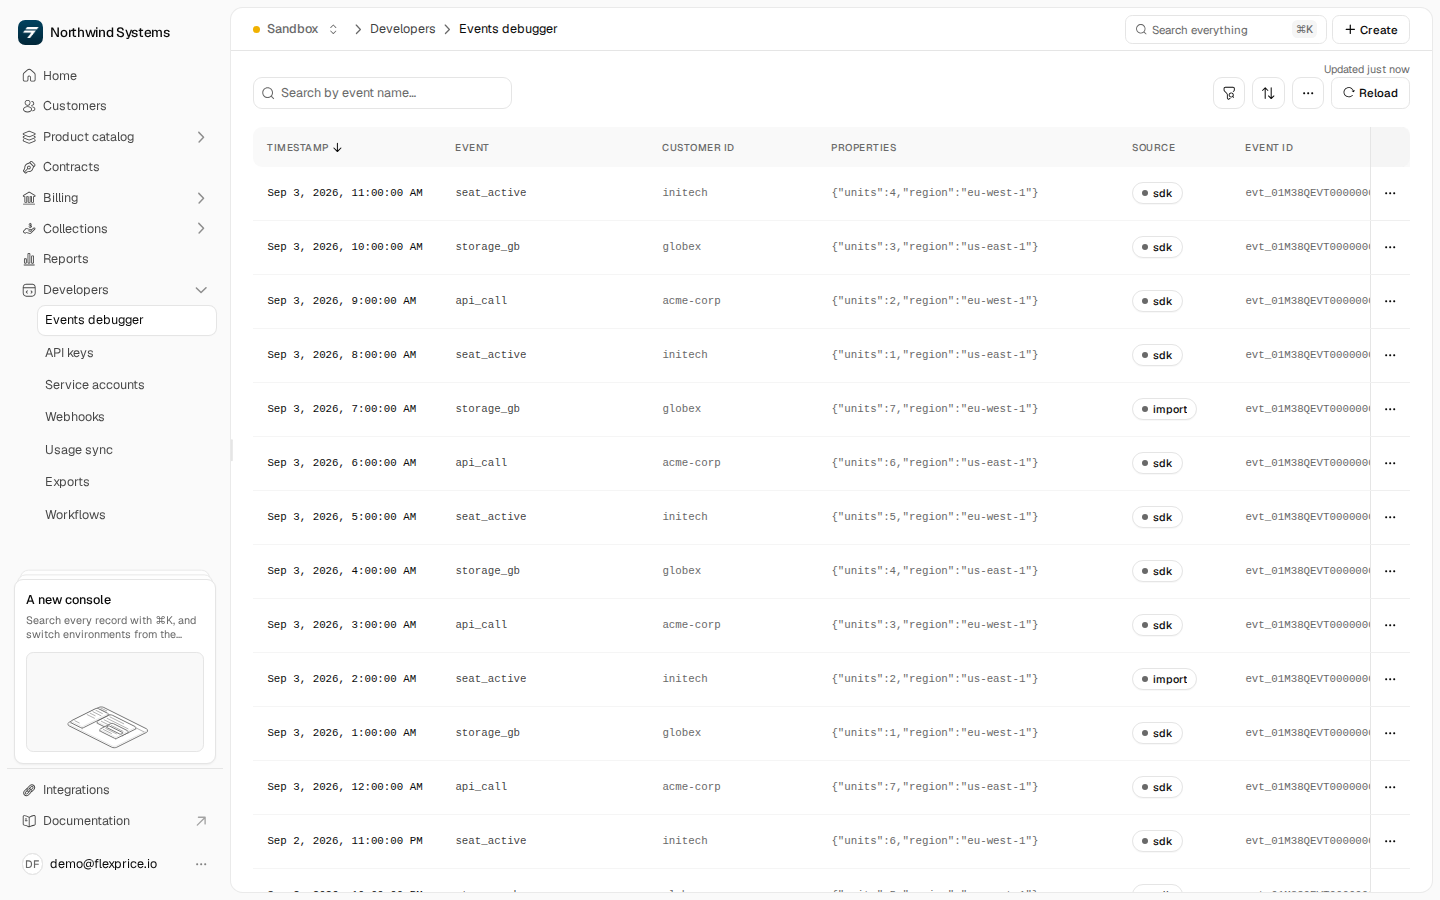 Northwind Systems
Home
Customers
Product catalog
Contracts
Billing
Collections
Reports
Developers
Events debugger
API keys
Service accounts
Webhooks
Usage sync
Exports
Workflows
A new console
Search every record with ⌘K, and
switch environments from the...
Integrations
Documentation
DF demo@flexprice.io
Sandbox Developers Events debugger
Search everything ⌘K
Create
Updated just now
Search by event name...
Reload
TIMESTAMP EVENT CUSTOMER ID PROPERTIES SOURCE EVENT ID
Sep 3, 2026, 11:00:00 AM seat_active initech {"units":4,"region":"eu-west-1"} sdk evt_01M38QEVT000000
Sep 3, 2026, 10:00:00 AM storage_gb globex {"units":3,"region":"us-east-1"} sdk evt_01M38QEVT000000
Sep 3, 2026, 9:00:00 AM api_call acme-corp {"units":2,"region":"eu-west-1"} sdk evt_01M38QEVT000000
Sep 3, 2026, 8:00:00 AM seat_active initech {"units":1,"region":"us-east-1"} sdk evt_01M38QEVT000000
Sep 3, 2026, 7:00:00 AM storage_gb globex {"units":7,"region":"eu-west-1"} import evt_01M38QEVT000000
Sep 3, 2026, 6:00:00 AM api_call acme-corp {"units":6,"region":"us-east-1"} sdk evt_01M38QEVT000000
Sep 3, 2026, 5:00:00 AM seat_active initech {"units":5,"region":"eu-west-1"} sdk evt_01M38QEVT000000
Sep 3, 2026, 4:00:00 AM storage_gb globex {"units":4,"region":"us-east-1"} sdk evt_01M38QEVT000000
Sep 3, 2026, 3:00:00 AM api_call acme-corp {"units":3,"region":"eu-west-1"} sdk evt_01M38QEVT000000
Sep 3, 2026, 2:00:00 AM seat_active initech {"units":2,"region":"us-east-1"} import evt_01M38QEVT000000
Sep 3, 2026, 1:00:00 AM storage_gb globex {"units":1,"region":"eu-west-1"} sdk evt_01M38QEVT000000
Sep 3, 2026, 12:00:00 AM api_call acme-corp {"units":7,"region":"us-east-1"} sdk evt_01M38QEVT000000
Sep 2, 2026, 11:00:00 PM seat_active initech {"units":6,"region":"eu-west-1"} sdk evt_01M38QEVT000000